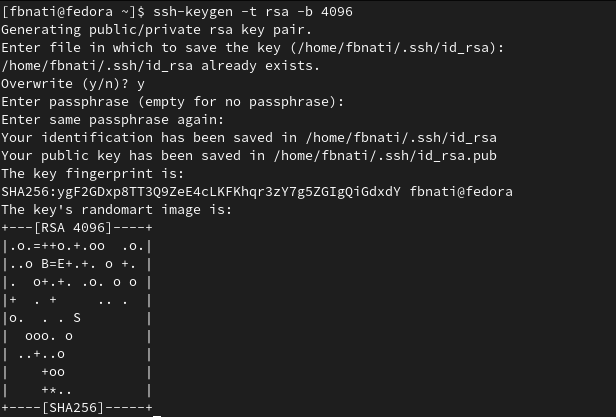 [fbnati@fedora ~]$ ssh-keygen -t rsa -b 4096
Generating public/private rsa key pair.
Enter file in which to save the key (/home/fbnati/.ssh/id_rsa):
/home/fbnati/.ssh/id_rsa already exists.
Overwrite (y/n)? y
Enter passphrase (empty for no passphrase):
Enter same passphrase again:
Your identification has been saved in /home/fbnati/.ssh/id_rsa
Your public key has been saved in /home/fbnati/.ssh/id_rsa.pub
The key fingerprint is:
SHA256:ygF2GDxp8TT3Q9ZeE4cLKFKhqr3zY7g5ZGIgQiGdxdY fbnati@fedora
The key's randomart image is:
+---[RSA 4096]----+
|.o.=++o.+.oo  .o.|
|..o B=E+.+. o +. |
|.  o+.+. .o. o o |
|+  . +     .. .  |
|o.  . . S        |
|  ooo. o         |
| ..+..o          |
|    +oo          |
|    +*..         |
+----[SHA256]-----+